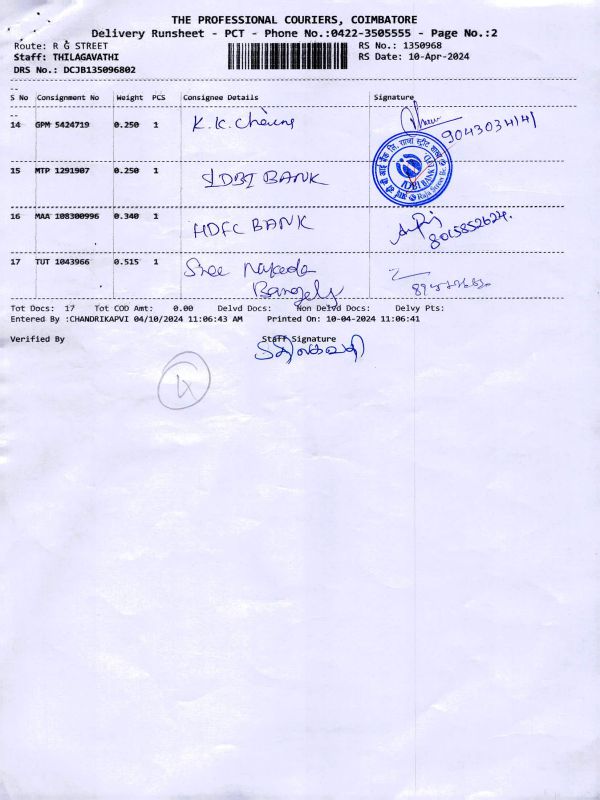 THE PROFESSIONAL COURIERS, COIMBATORE
Delivery Runsheet - PCT - Phone No.:0422-3505555 - Page No.:2
Route: R G STREET
RS No.: 1350968
Staff: THILAGAVATHI
RS Date: 10-Apr-2024
DRS No.: DCJB135096802
S No Consignment No Weight PCS Consignee Details Signature
14 GPM 5424719 0.250 1 K.K.
9043034141
15 MTP 1291907 0.250 1 IDBI BANK
IDBI BANK
16 MAA 108300996 0.340 1 HDFC BANK
8015852624.
17 TUT 1043966 0.515 1 Sree
Tot Docs: 17 Tot COD Amt: 0.00 Delvd Docs: Non Delvd Docs: Delvy Pts:
Entered By :CHANDRIKAPVI 04/10/2024 11:06:43 AM Printed On: 10-04-2024 11:06:41
Verified By Staff Signature